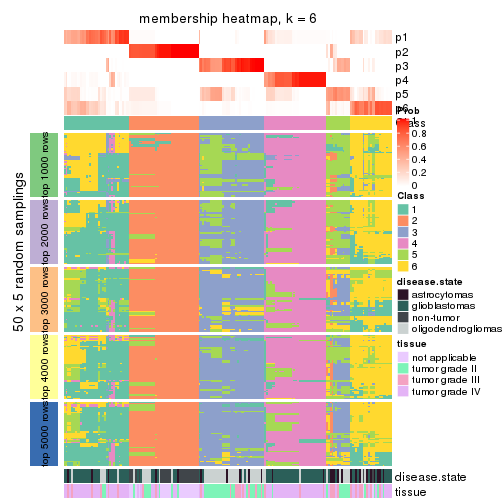 membership heatmap, k = 6
p1
p2
p3
p4
p5
p6
Prob
1
0.8
0.6
0.4
0.2
0
Class
Class
1
2
3
4
5
6
disease.state
astrocytomas
glioblastomas
non-tumor
oligodendrogliomas
tissue
not applicable
tumor grade II
tumor grade III
tumor grade IV
50 x 5 random samplings
top 1000 rows
top 2000 rows
top 3000 rows
top 4000 rows
top 5000 rows
disease.state
tissue